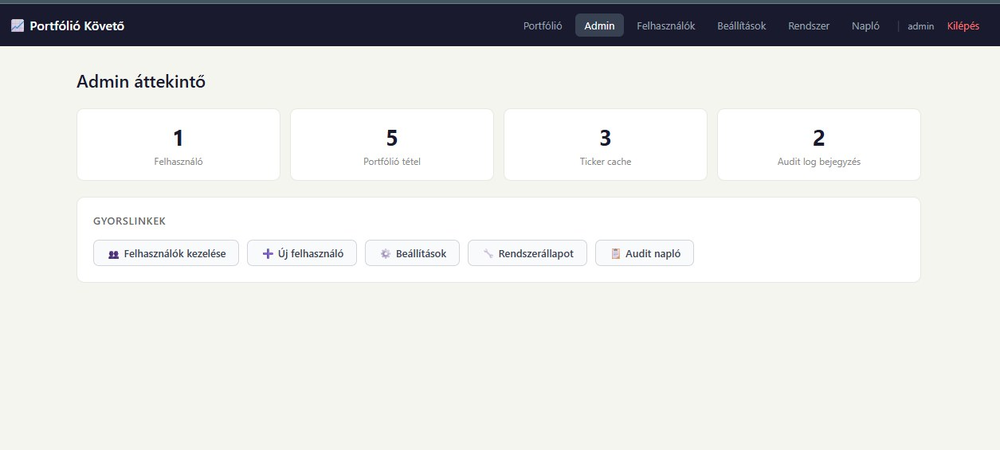 Portfólió Követő
Portfólió Admin Felhasználók Beállítások Rendszer Napló | admin Kilépés
Admin áttekintő
1
Felhasználó
5
Portfólió tétel
3
Ticker cache
2
Audit log bejegyzés
GYORSLINKEK
Felhasználók kezelése
Új felhasználó
Beállítások
Rendszerállapot
Audit napló